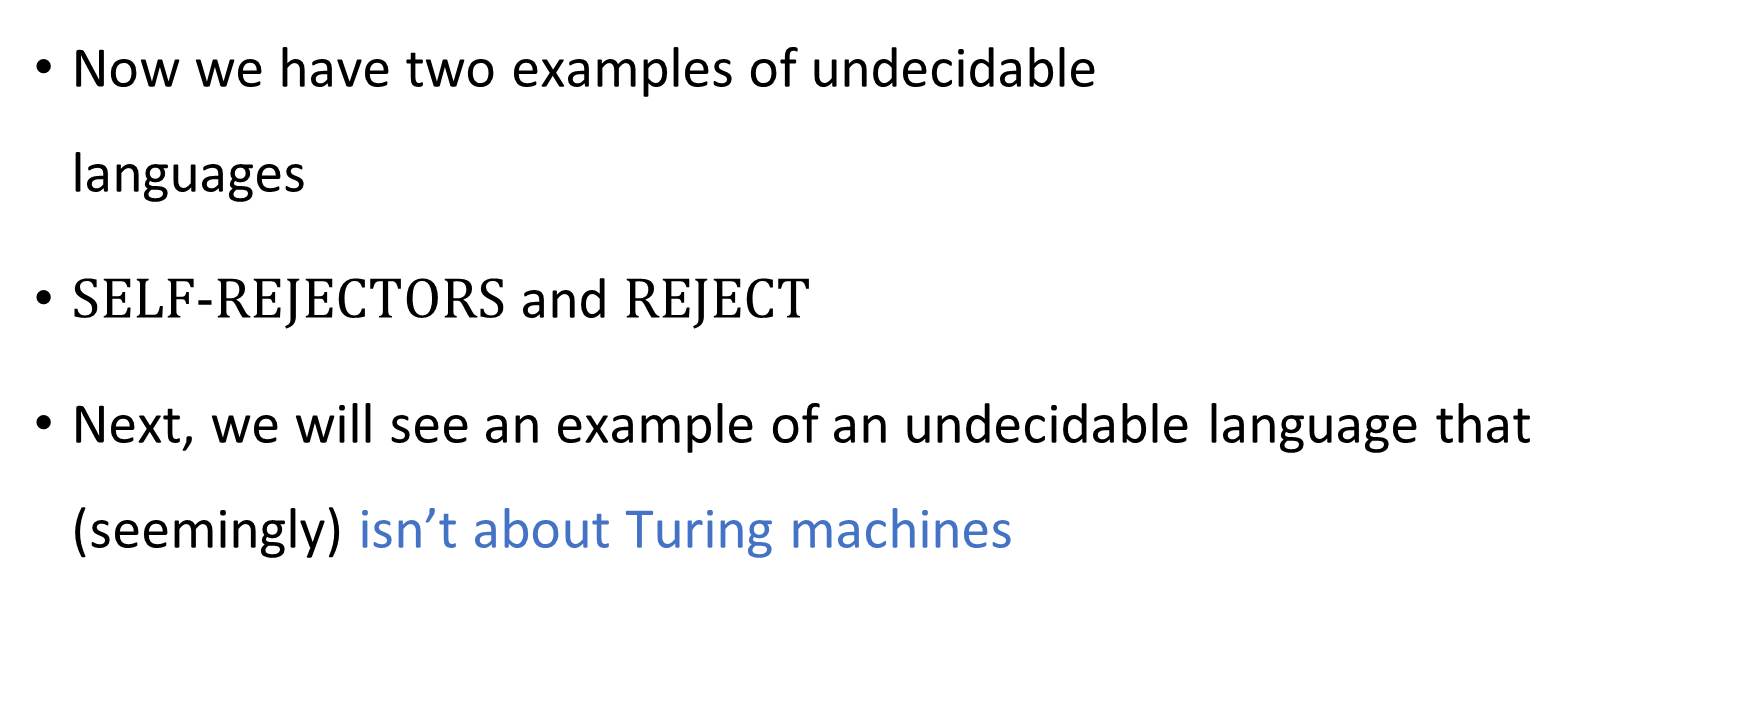 • Now we have two examples of undecidable
languages
• SELF-REJECTORS and REJECT
• Next, we will see an example of an undecidable language that
(seemingly) isn’t about Turing machines